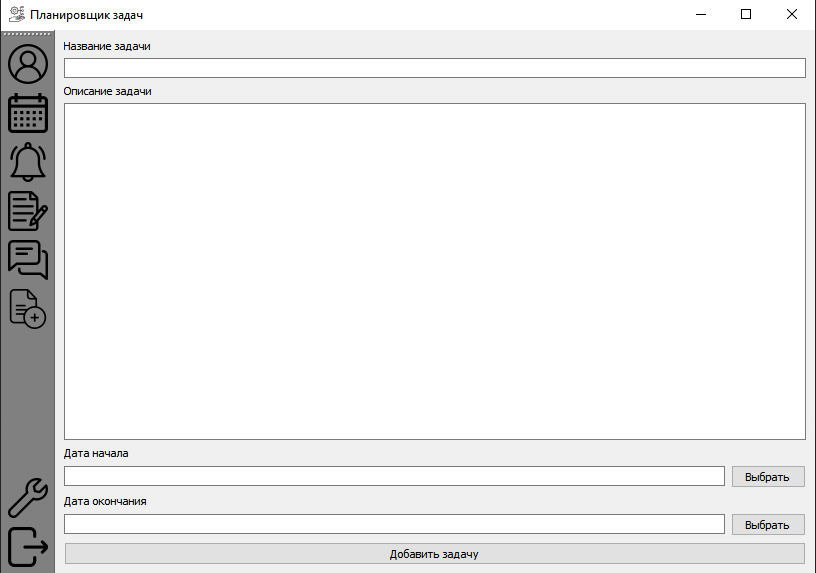 Планировщик задач
Название задачи
Описание задачи
Дата начала
Выбрать
Дата окончания
Выбрать
Добавить задачу